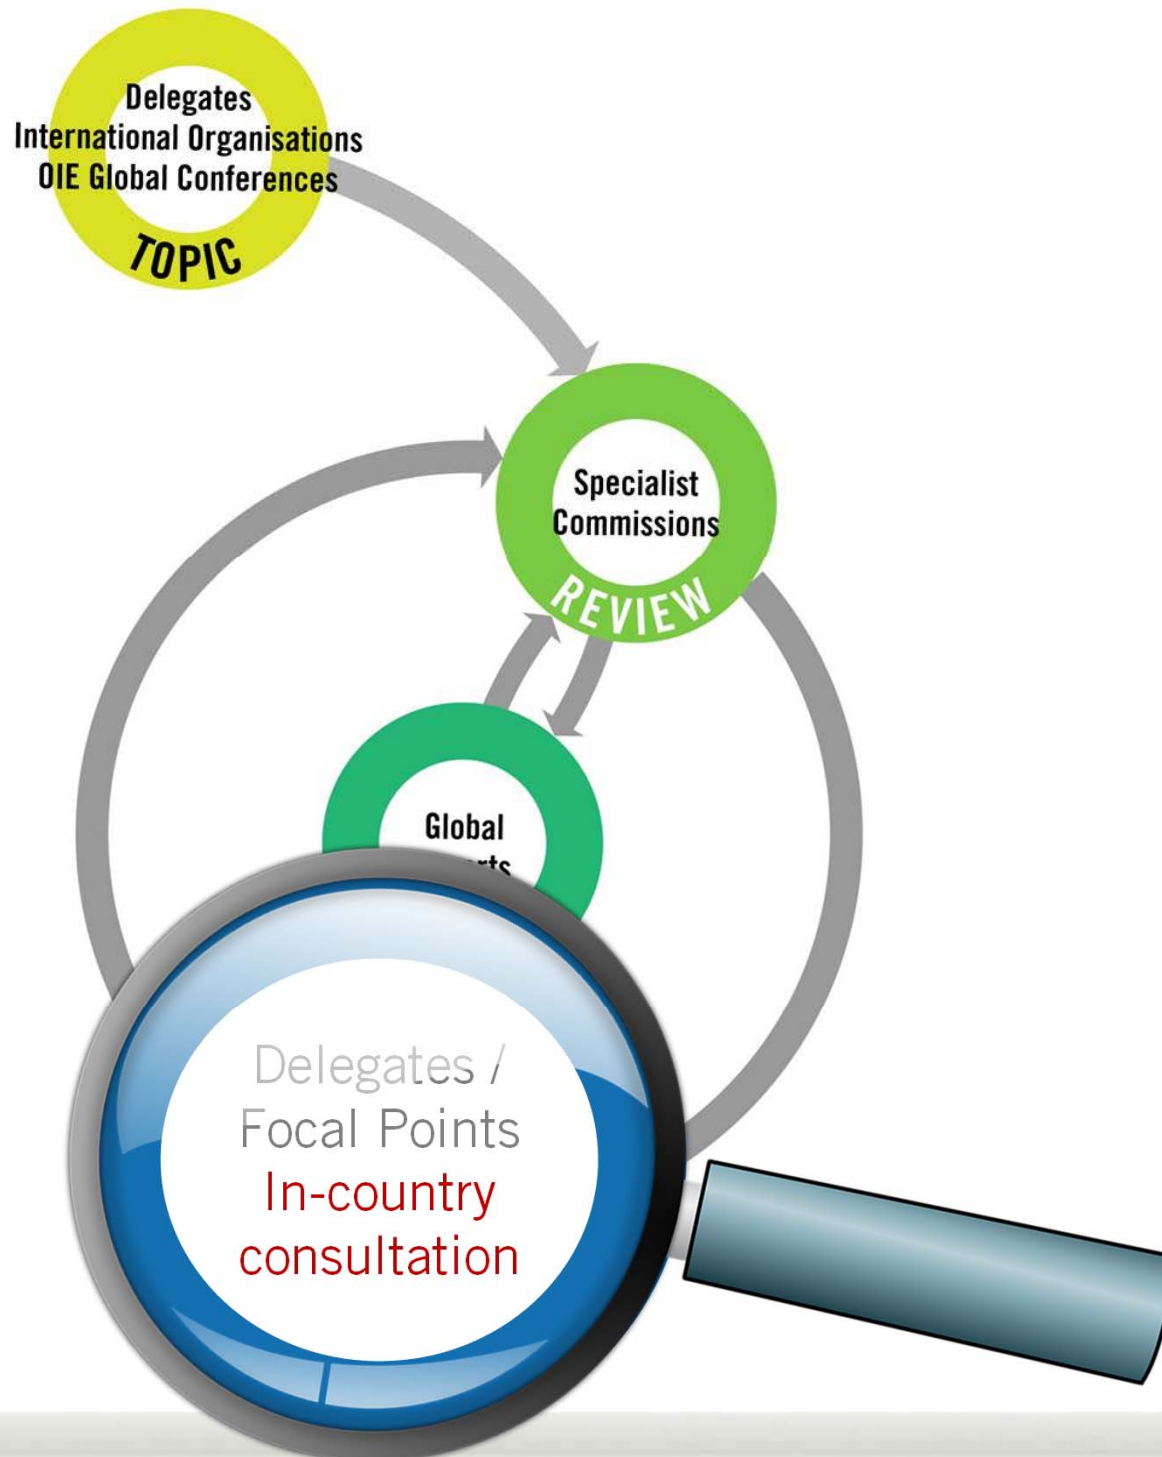 Delegates
International Organisations
OIE Global Conferences
TOPIC
Specialist
Commissions
REVIEW
Global
Delegates /
Focal Points
In-country
consultation